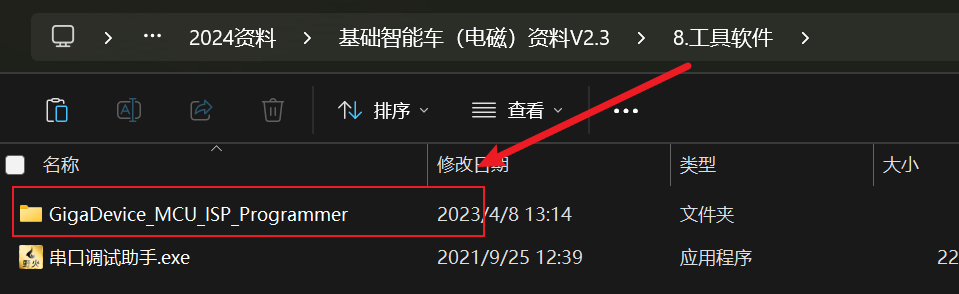 2024资料 基础智能车（电磁）资料V2.3 8.工具软件
排序 查看
名称 修改日期 类型 大小
GigaDevice_MCU_ISP_Programmer 2023/4/8 13:14 文件夹
野火 串口调试助手.exe 2021/9/25 12:39 应用程序 22